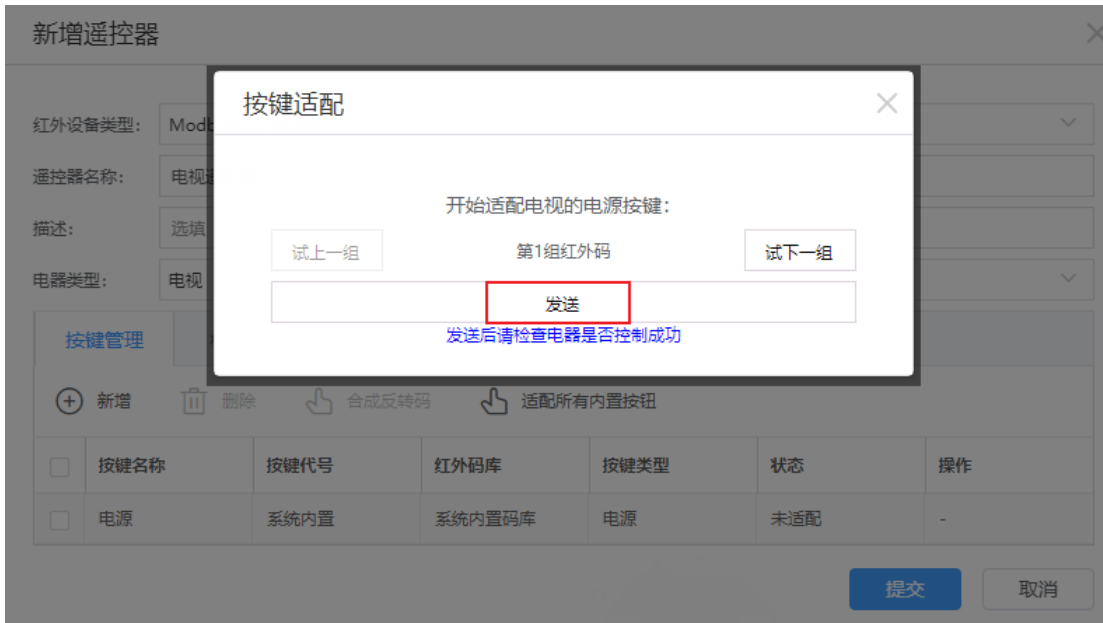 新增遥控器
按键适配
红外设备类型: Modb
遥控器名称: 电视
开始适配电视的电源按键:
描述: 选填
试上一组 第1组红外码 试下一组
电器类型: 电视
发送
发送后请检查电器是否控制成功
按键管理
新增 删除 合成反转码 适配所有内置按钮
按键名称 按键代号 红外码库 按键类型 状态 操作
电源 系统内置 系统内置码库 电源 未适配 -
提交 取消